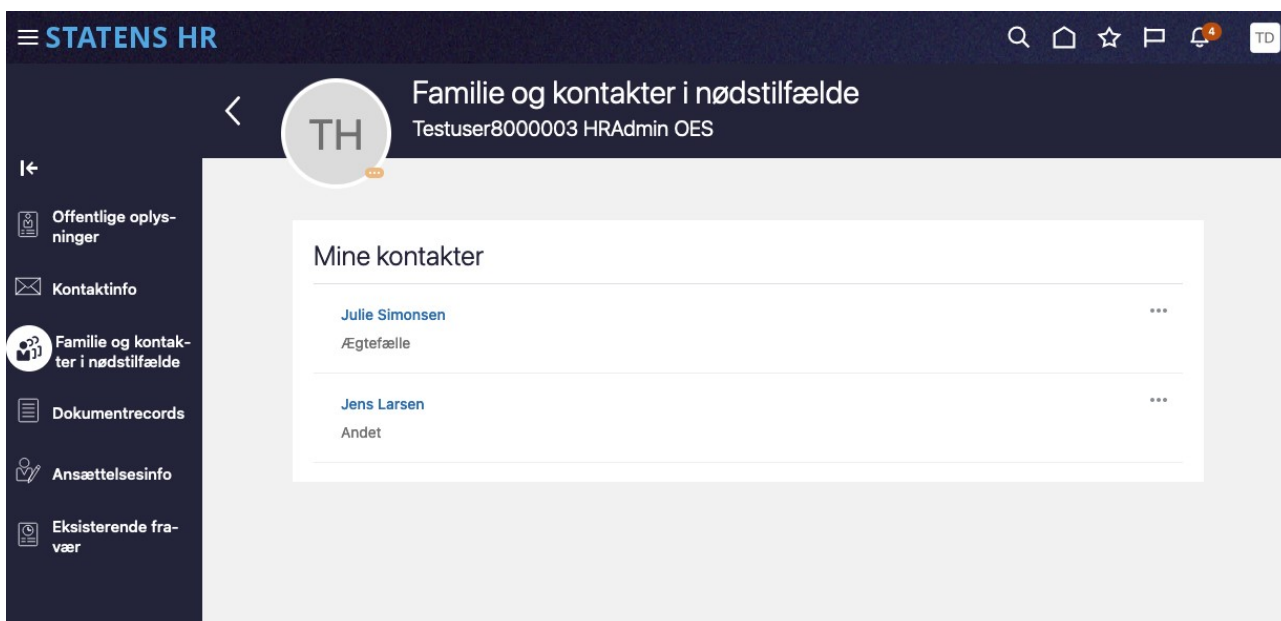 STATENS HR
4
TD
TH
Familie og kontakter i nødstilfælde
Testuser8000003 HRAdmin OES
Offentlige oplys-
ninger
Kontaktinfo
Familie og kontak-
ter i nødstilfælde
Dokumentrecords
Ansættelsesinfo
Eksisterende fra-
vær
Mine kontakter
Julie Simonsen
Ægtefælle
Jens Larsen
Andet